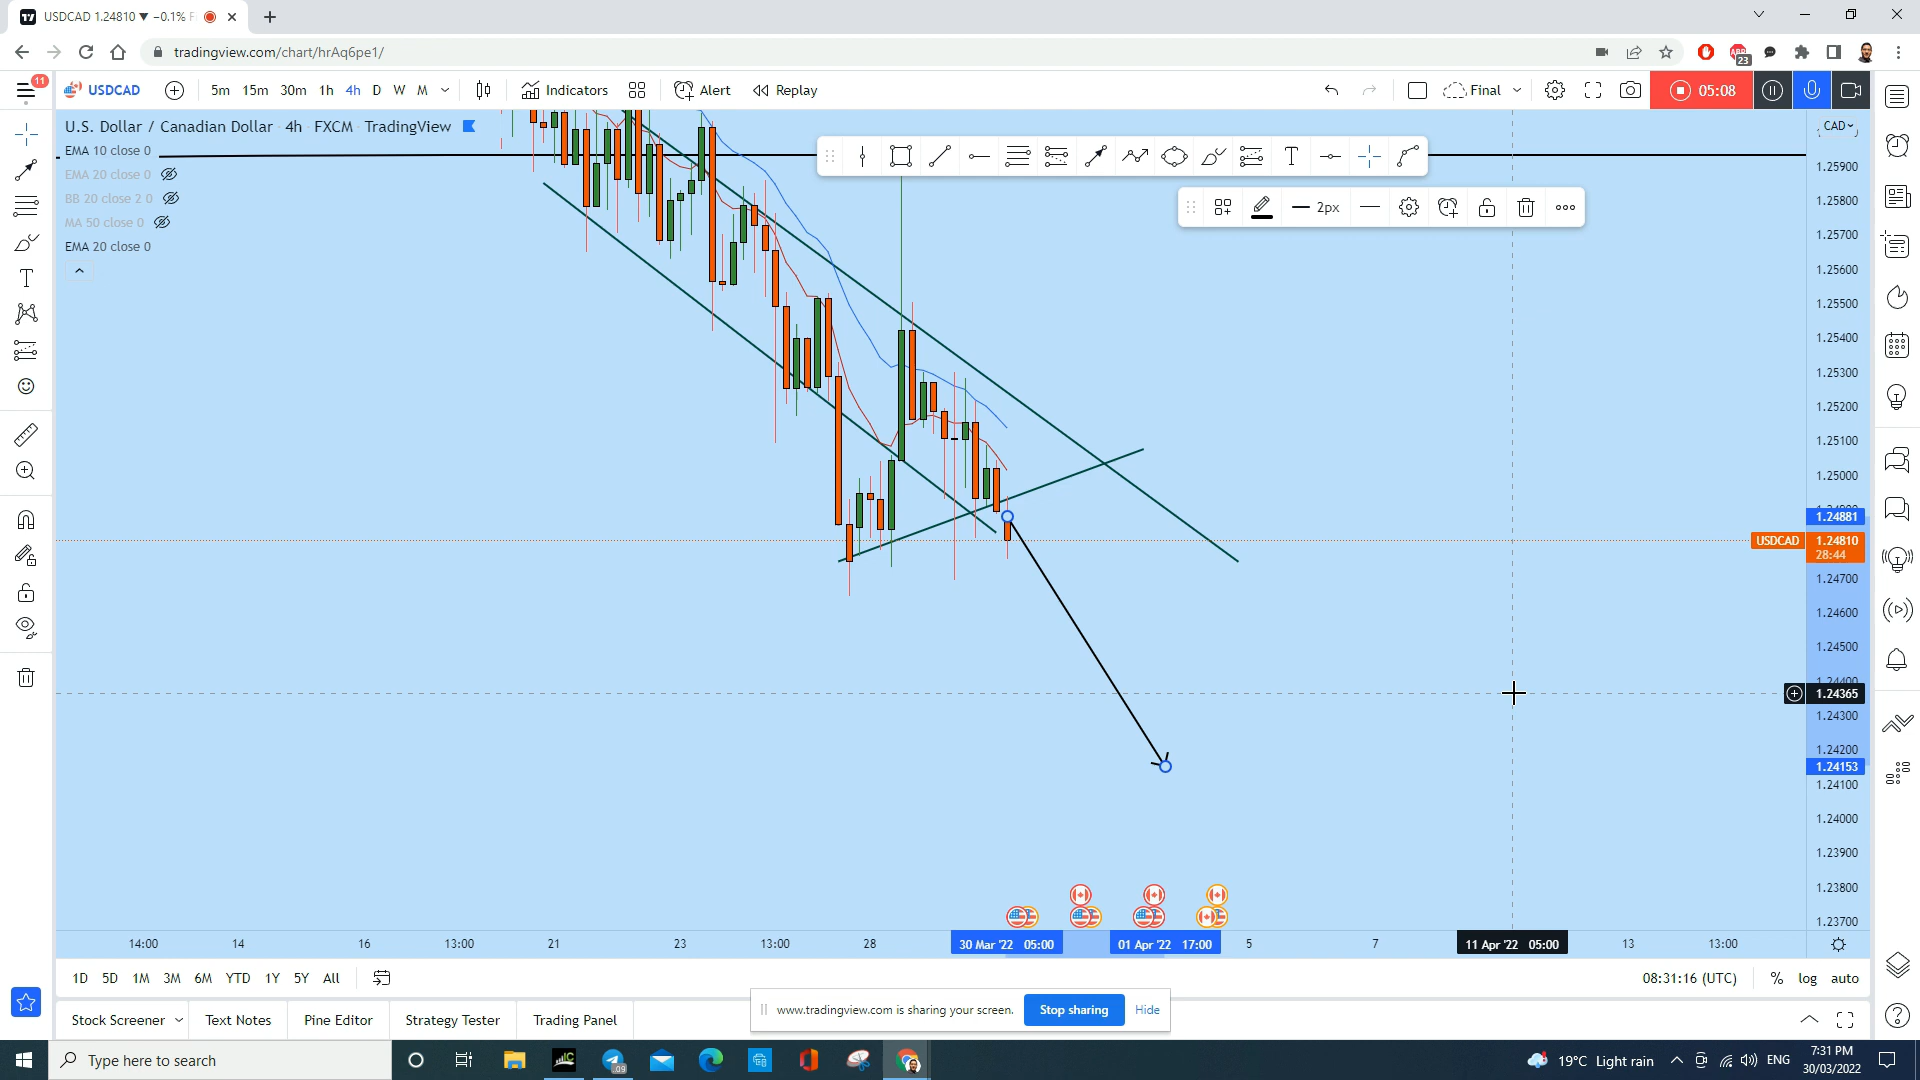 USDCAD 1.24810 ▼ −0.1% F
tradingview.com/chart/hrAq6pe1/
23
11
USDCAD 5m 15m 30m 1h 4h D W M Indicators Alert Replay Final 05:08
U.S. Dollar / Canadian Dollar 4h FXCM TradingView
CAD
EMA 10 close 0
EMA 20 close 0
BB 20 close 2 0
MA 50 close 0
EMA 20 close 0
2px
1.25900
1.25800
1.25700
1.25600
1.25500
1.25400
1.25300
1.25200
1.25100
1.25000
1.24881
USDCAD 1.24810
28:44
1.24700
1.24600
1.24500
1.24365
1.24300
1.24200
1.24153
1.24100
1.24000
1.23900
1.23800
1.23700
14:00 14 16 13:00 21 23 13:00 28 30 Mar '22 05:00 01 Apr '22 17:00 5 7 11 Apr '22 05:00 13 13:00
1D 5D 1M 3M 6M YTD 1Y 5Y All 08:31:16 (UTC) % log auto
www.tradingview.com is sharing your screen. Stop sharing Hide
Stock Screener Text Notes Pine Editor Strategy Tester Trading Panel
Type here to search
19°C Light rain ENG
7:31 PM
30/03/2022